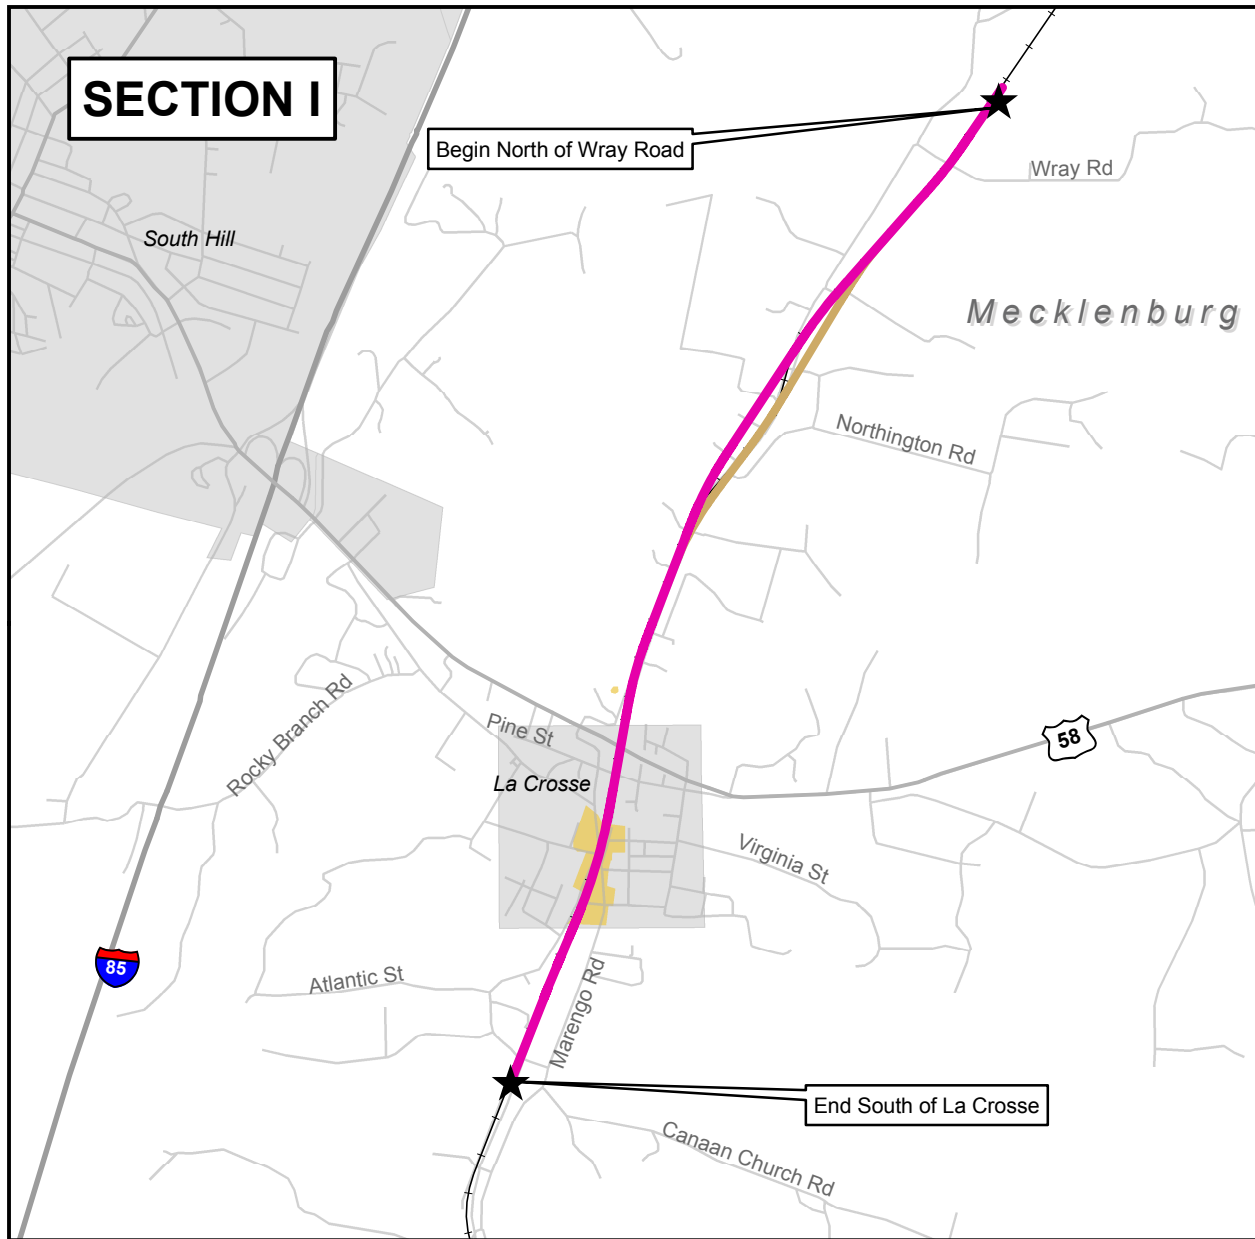 SECTION I
Begin North of Wray Road
Wray Rd
South Hill
Mecklenburg
Northington Rd
Rocky Branch Rd
Pine St
58
La Crosse
Virginia St
85
Atlantic St
Marengo Rd
End South of La Crosse
Canaan Church Rd